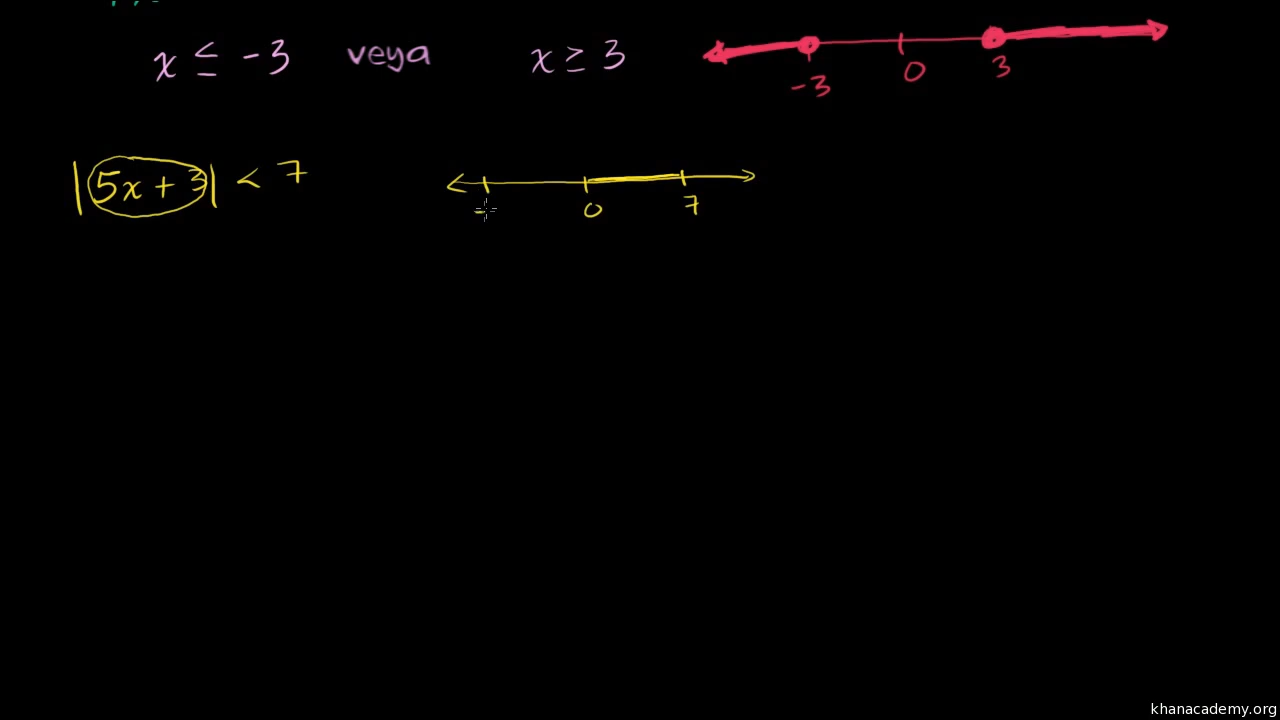 x ≤ -3 veya x ≥ 3
-3 0 3
|5x + 3| < 7
0 7
khanacademy.org